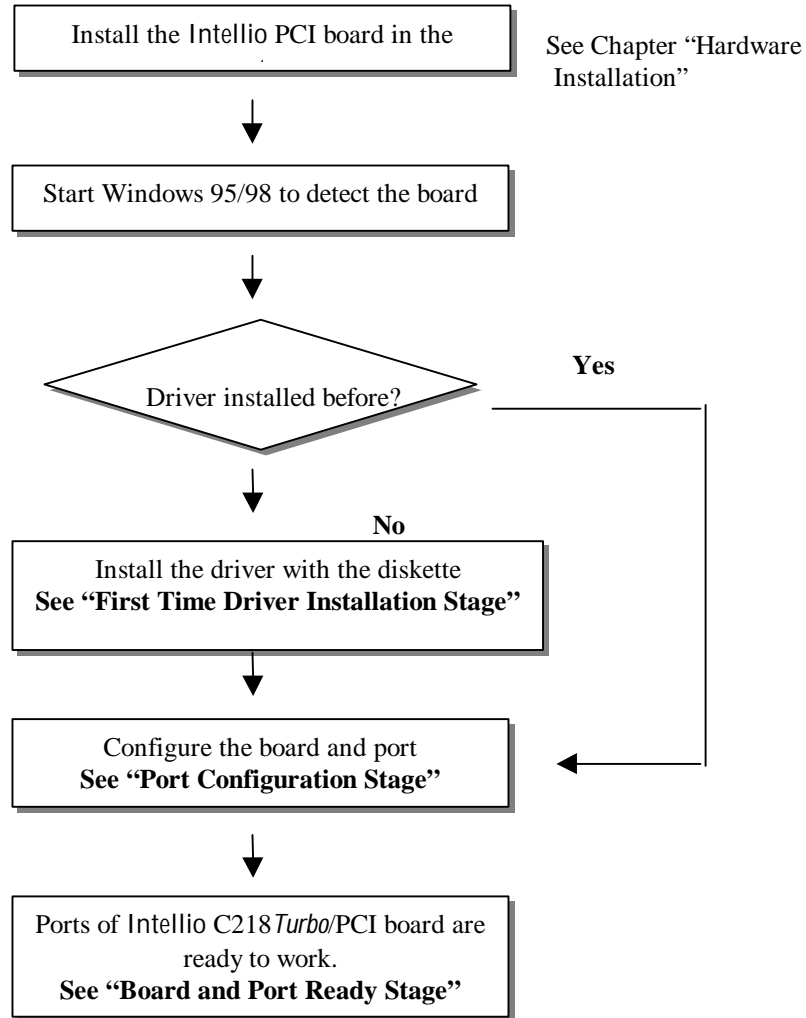 Install the Intellio PCI board in the
See Chapter “Hardware
Installation”
Start Windows 95/98 to detect the board
Driver installed before?
Yes
No
Install the driver with the diskette
See “First Time Driver Installation Stage”
Configure the board and port
See “Port Configuration Stage”
Ports of Intellio C218Turbo/PCI board are
ready to work.
See “Board and Port Ready Stage”